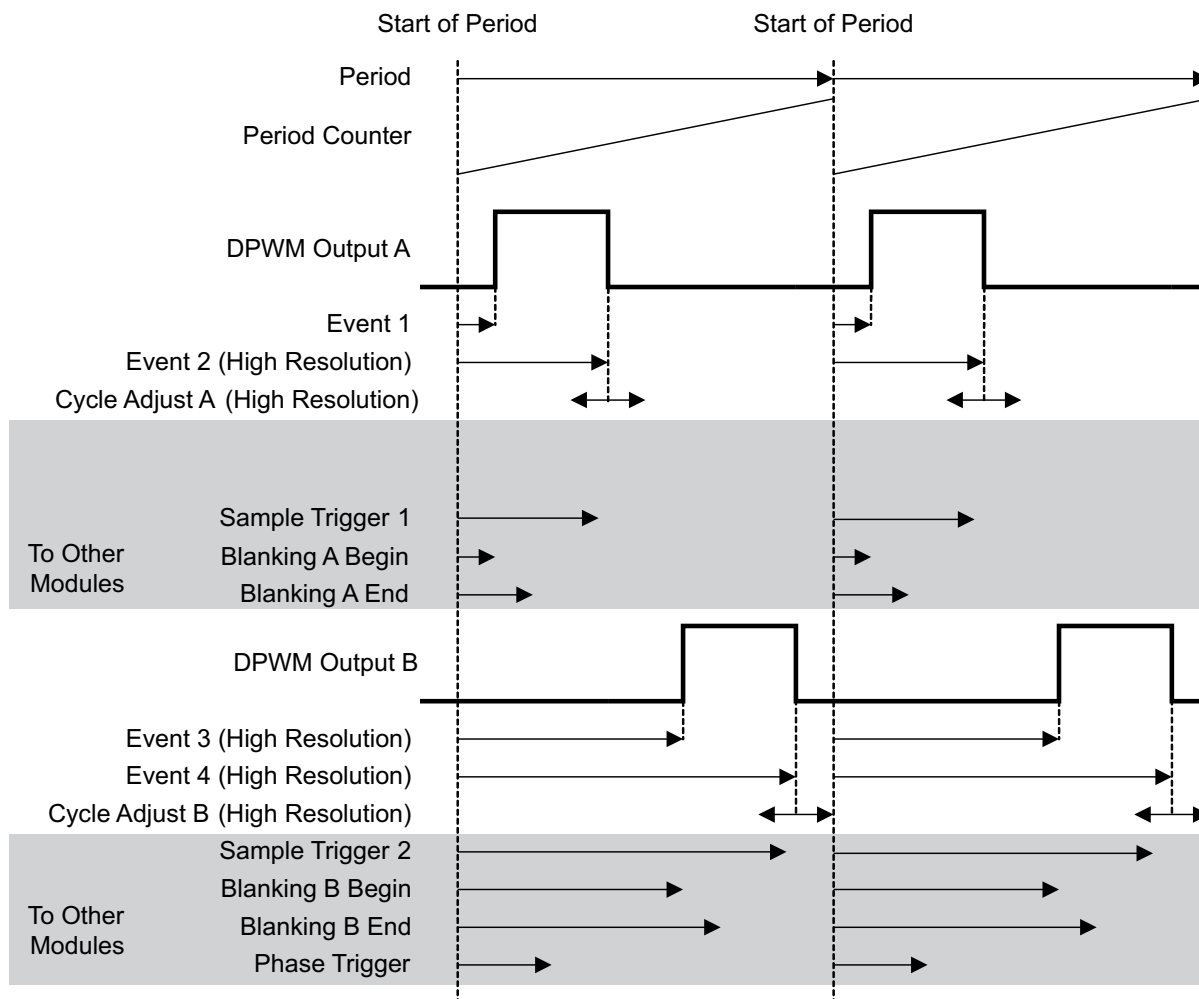 Start of Period
Start of Period
Period
Period Counter
DPWM Output A
Event 1
Event 2 (High Resolution)
Cycle Adjust A (High Resolution)
To Other
Modules
Sample Trigger 1
Blanking A Begin
Blanking A End
DPWM Output B
Event 3 (High Resolution)
Event 4 (High Resolution)
Cycle Adjust B (High Resolution)
To Other
Modules
Sample Trigger 2
Blanking B Begin
Blanking B End
Phase Trigger